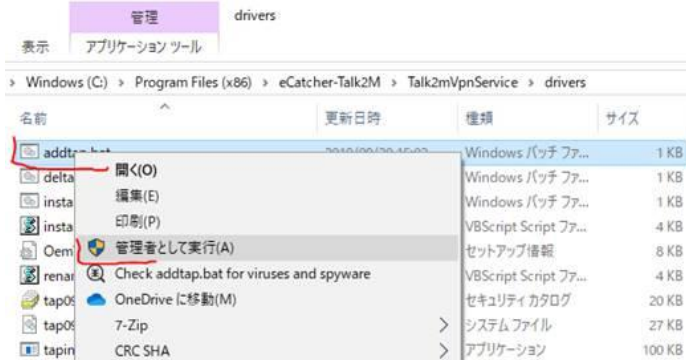 管理
drivers
表示
アプリケーション ツール
› Windows (C:) › Program Files (x86) › eCatcher-Talk2M › Talk2mVpnService › drivers
名前 更新日時 種類 サイズ
addtap.bat Windows バッチ ファ... 1 KB
delta Windows バッチ ファ... 1 KB
insta Windows バッチ ファ... 1 KB
insta VBScript Script ファ... 4 KB
Oem セットアップ情報 8 KB
renar VBScript Script ファ... 4 KB
tap09 セキュリティ カタログ 20 KB
tap09 システム ファイル 27 KB
tapin アプリケーション 100 KB
開く(O)
編集(E)
印刷(P)
管理者として実行(A)
Check addtap.bat for viruses and spyware
OneDrive に移動(M)
7-Zip
CRC SHA